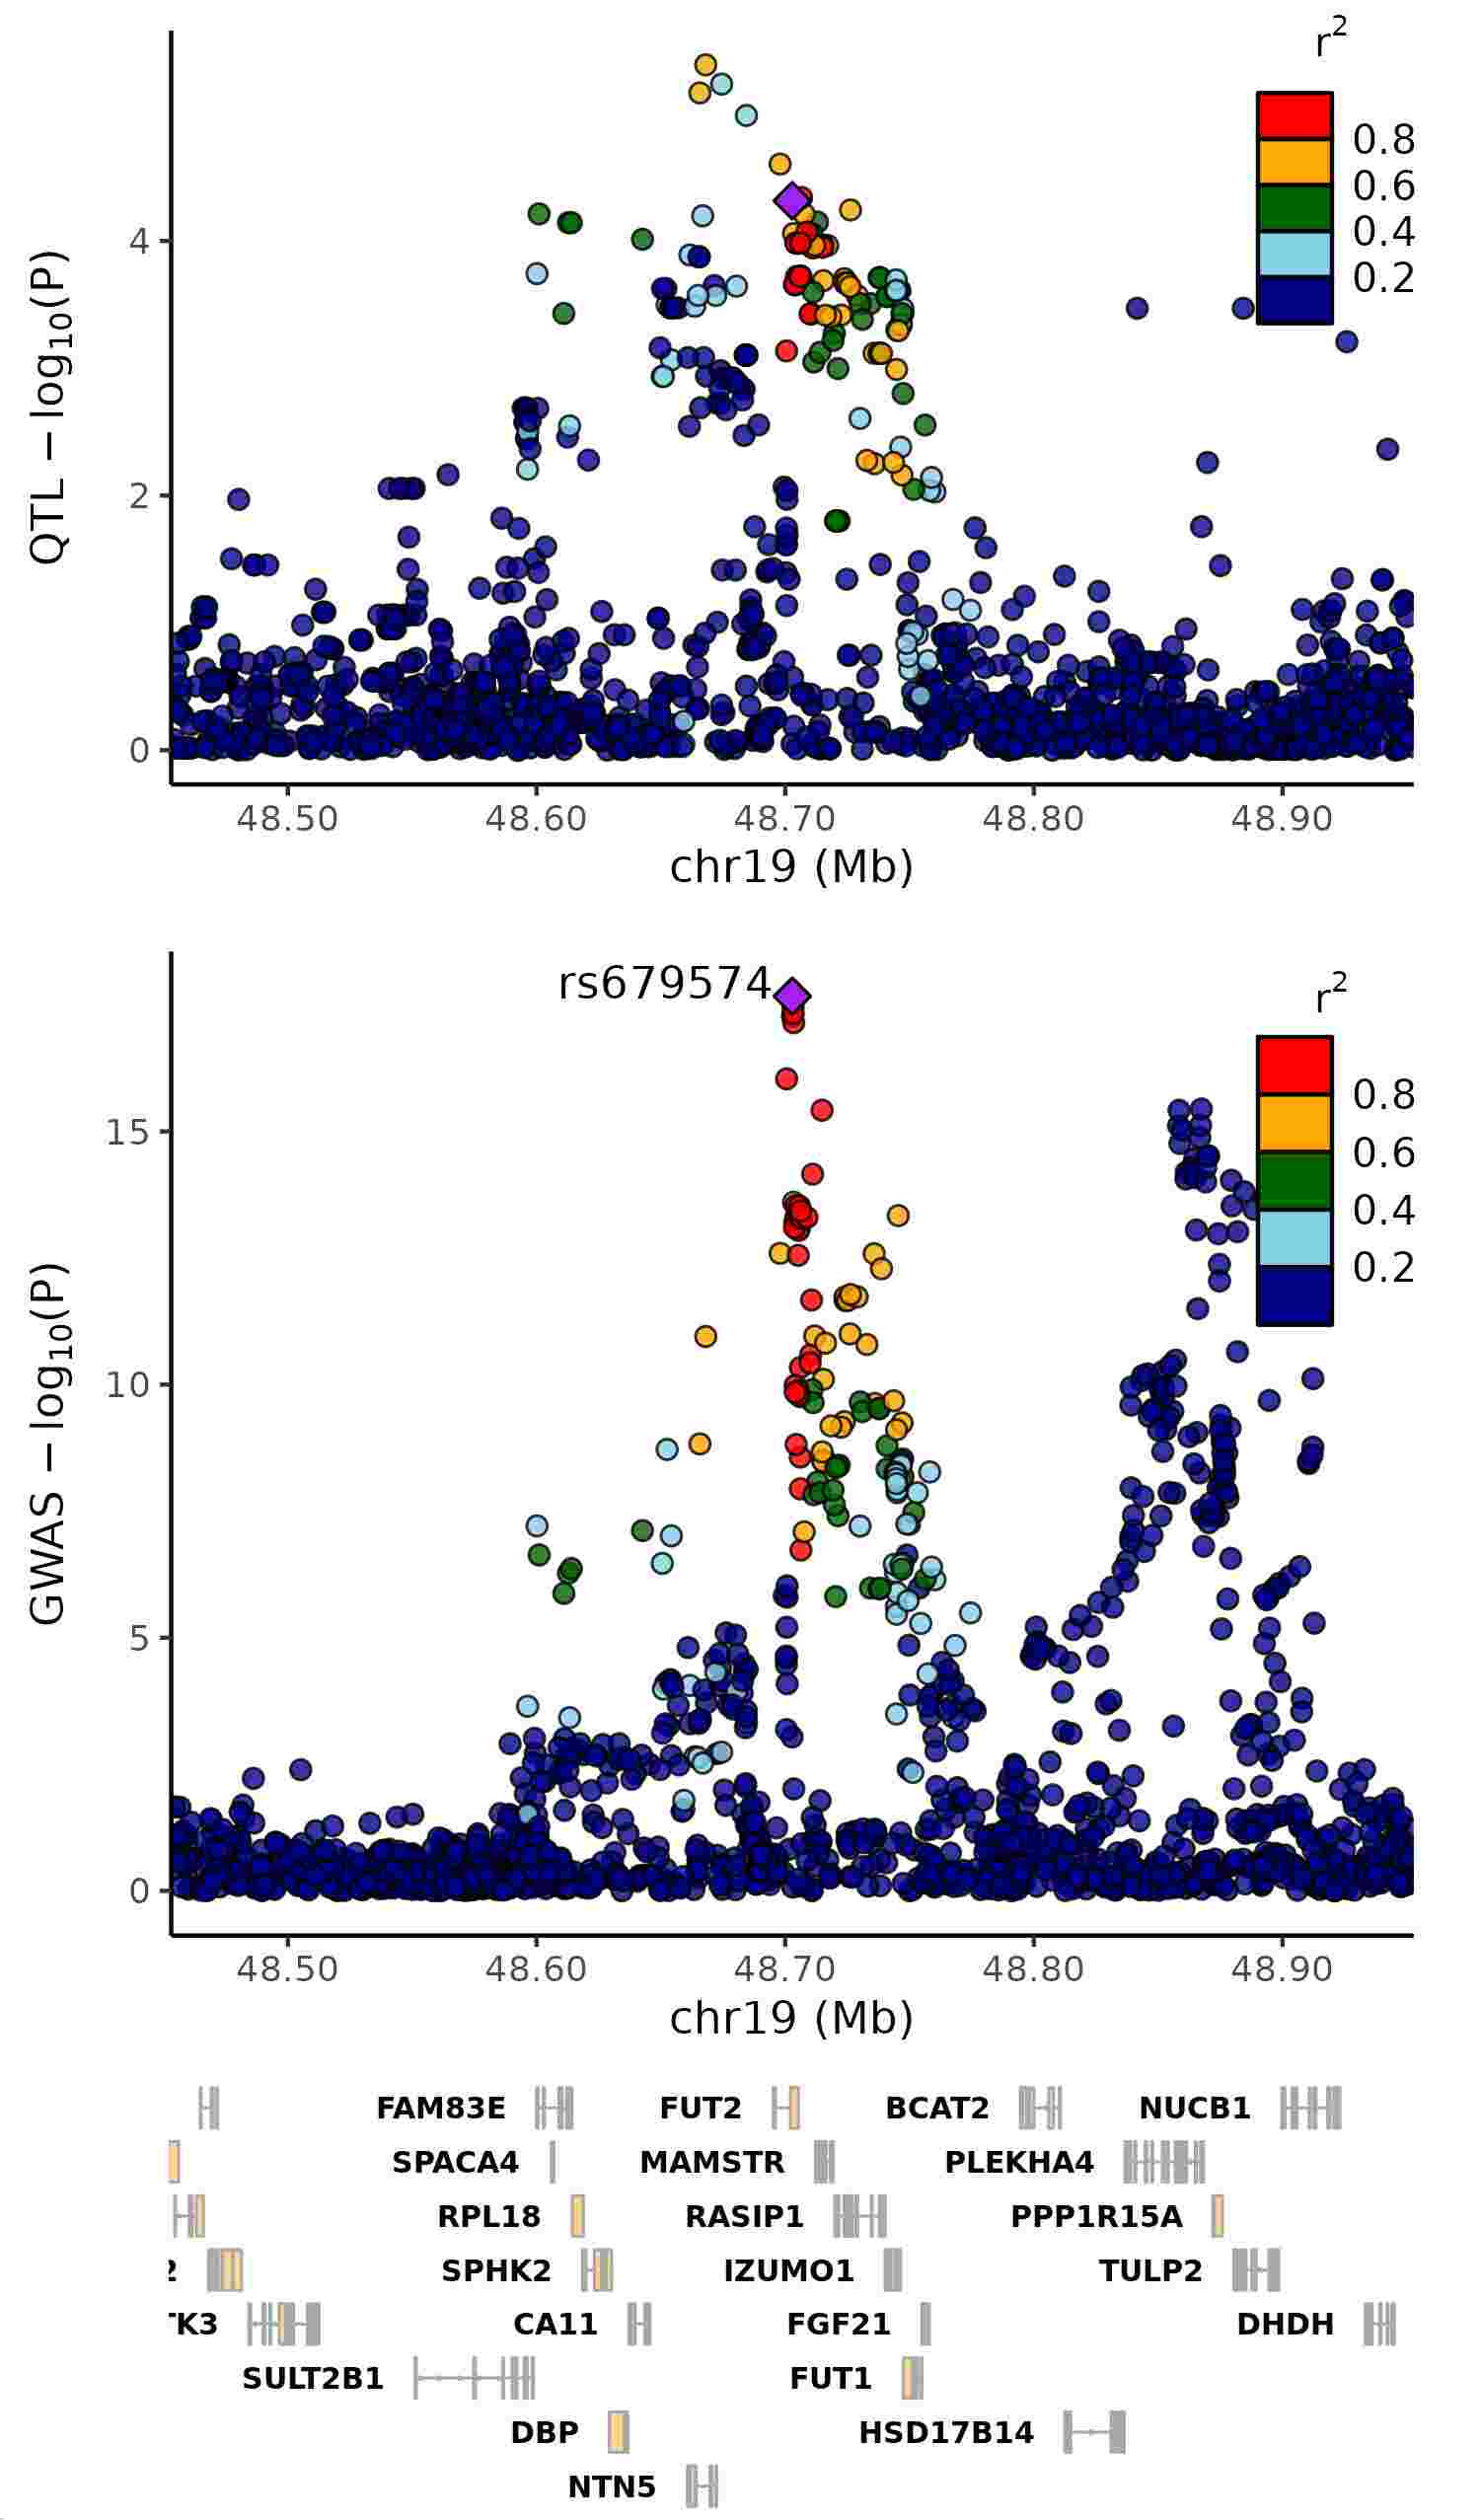 r2
0.8
0.6
0.4
0.2
QTL −log10(P)
4
2
0
48.50 48.60 48.70 48.80 48.90
chr19 (Mb)
rs679574
r2
0.8
0.6
0.4
0.2
GWAS −log10(P)
15
10
5
0
48.50 48.60 48.70 48.80 48.90
chr19 (Mb)
FAM83E FUT2 BCAT2 NUCB1
SPACA4 MAMSTR PLEKHA4
RPL18 RASIP1 PPP1R15A
2 SPHK2 IZUMO1 TULP2
TK3 CA11 FGF21 DHDH
SULT2B1 FUT1
DBP HSD17B14
NTN5